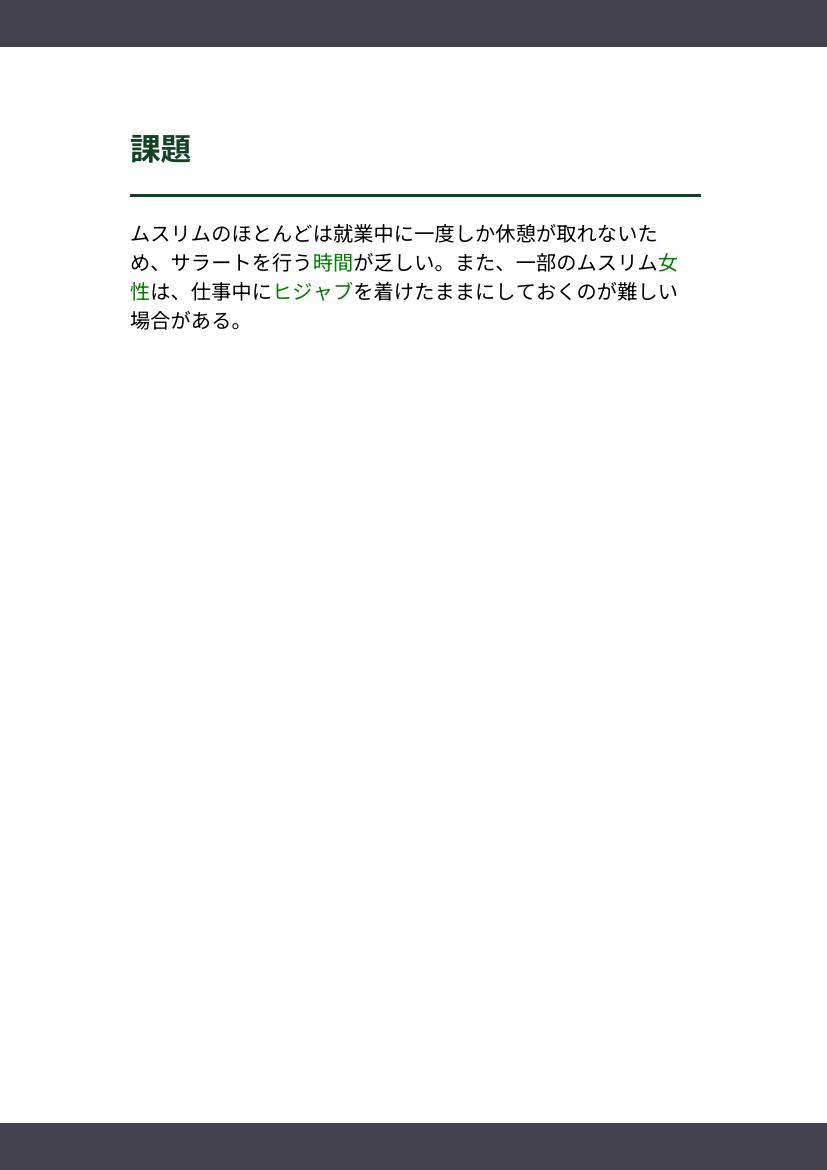 課題
ムスリムのほとんどは就業中に一度しか休憩が取れないた
め、サラートを行う時間が乏しい。また、一部のムスリム女
性は、仕事中にヒジャブを着けたままにしておくのが難しい
場合がある。